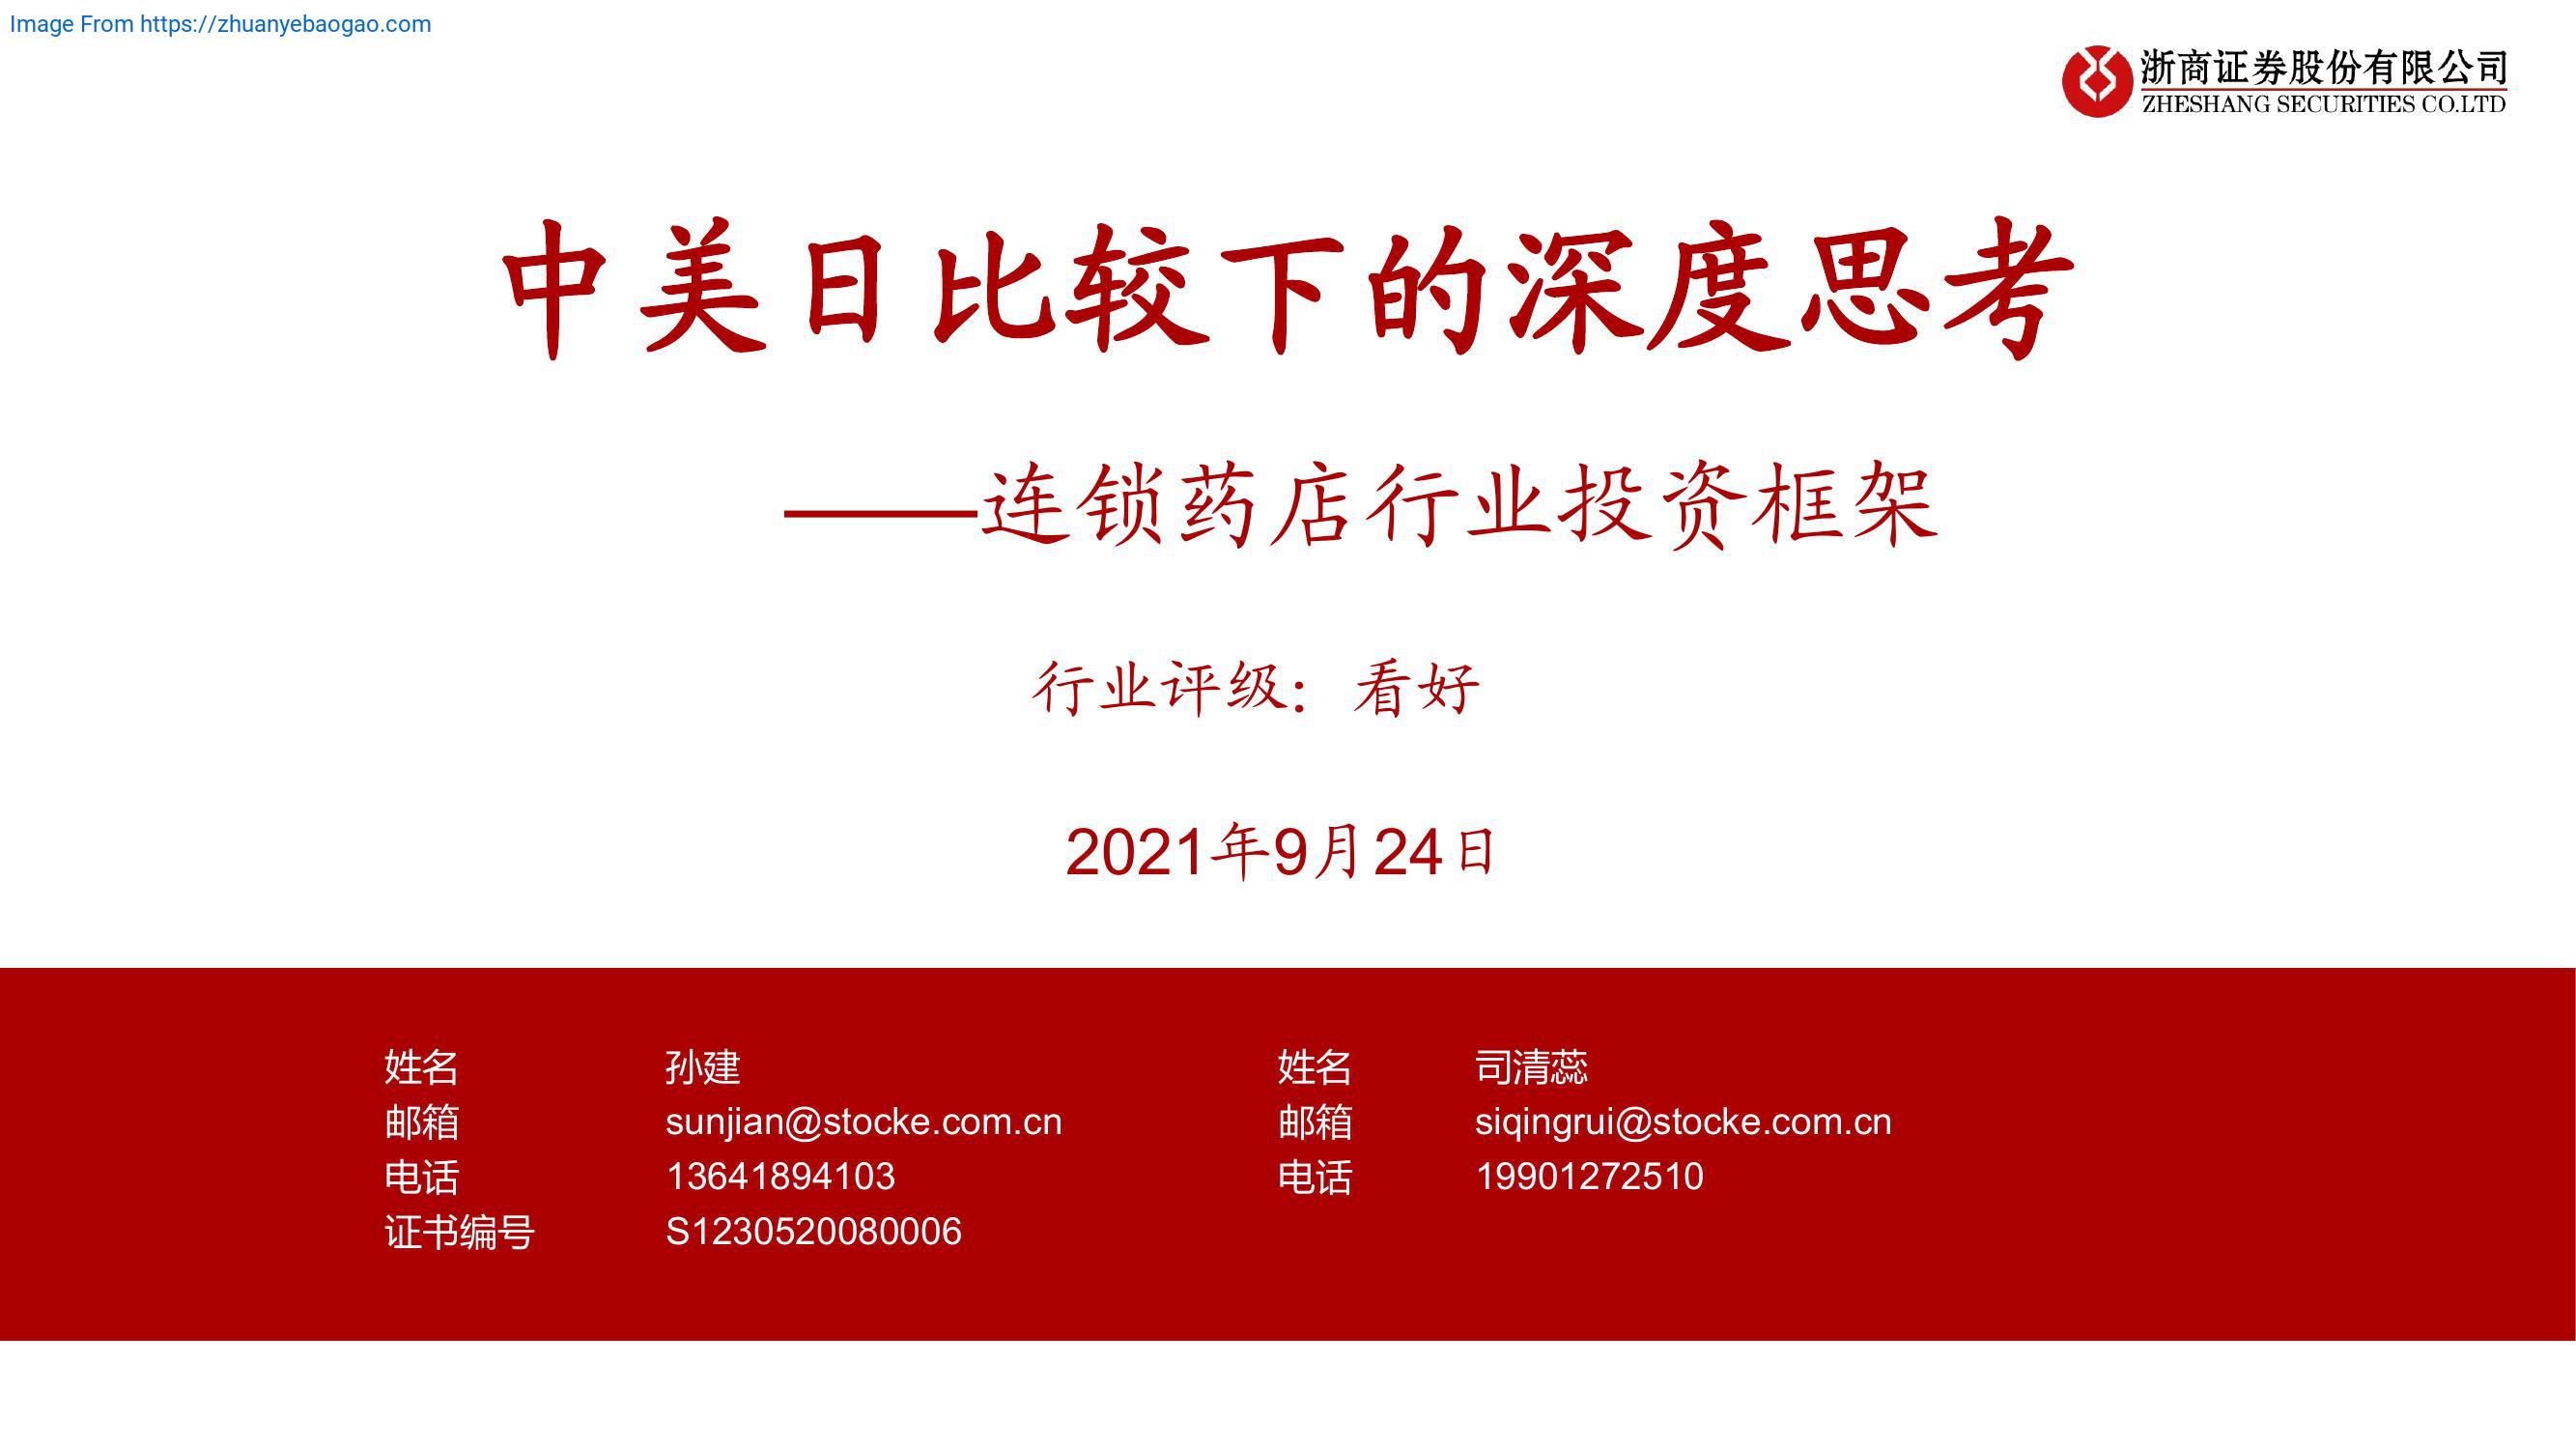 Image From https://zhuanyebaogao.com
浙商证券股份有限公司
ZHESHANG SECURITIES CO.LTD
中美日比较下的深度思考
——连锁药店行业投资框架
行业评级：看好
2021年9月24日
姓名 孙建 姓名 司清蕊
邮箱 sunjian@stocke.com.cn 邮箱 siqingrui@stocke.com.cn
电话 13641894103 电话 19901272510
证书编号 S1230520080006